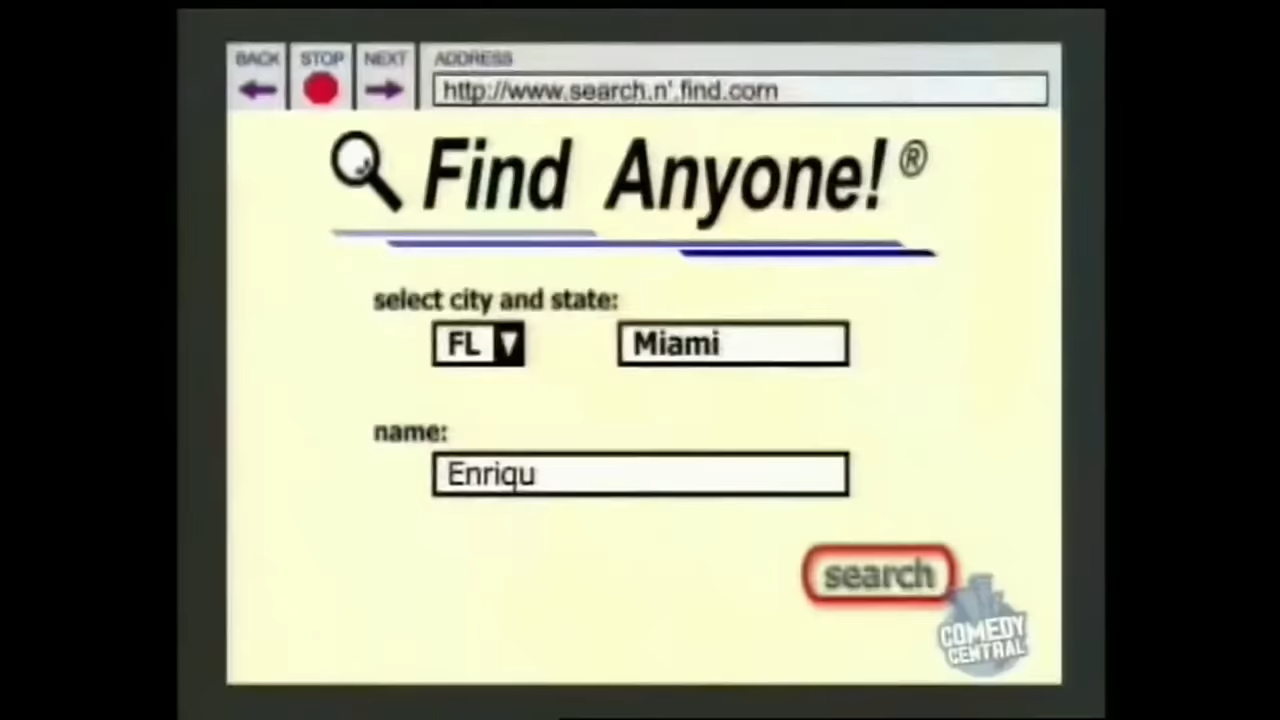 BACK STOP NEXT ADDRESS
http://www.search.n'.find.com
Find Anyone!®
select city and state:
FL Miami
name:
Enriqu
search
COMEDY
CENTRAL